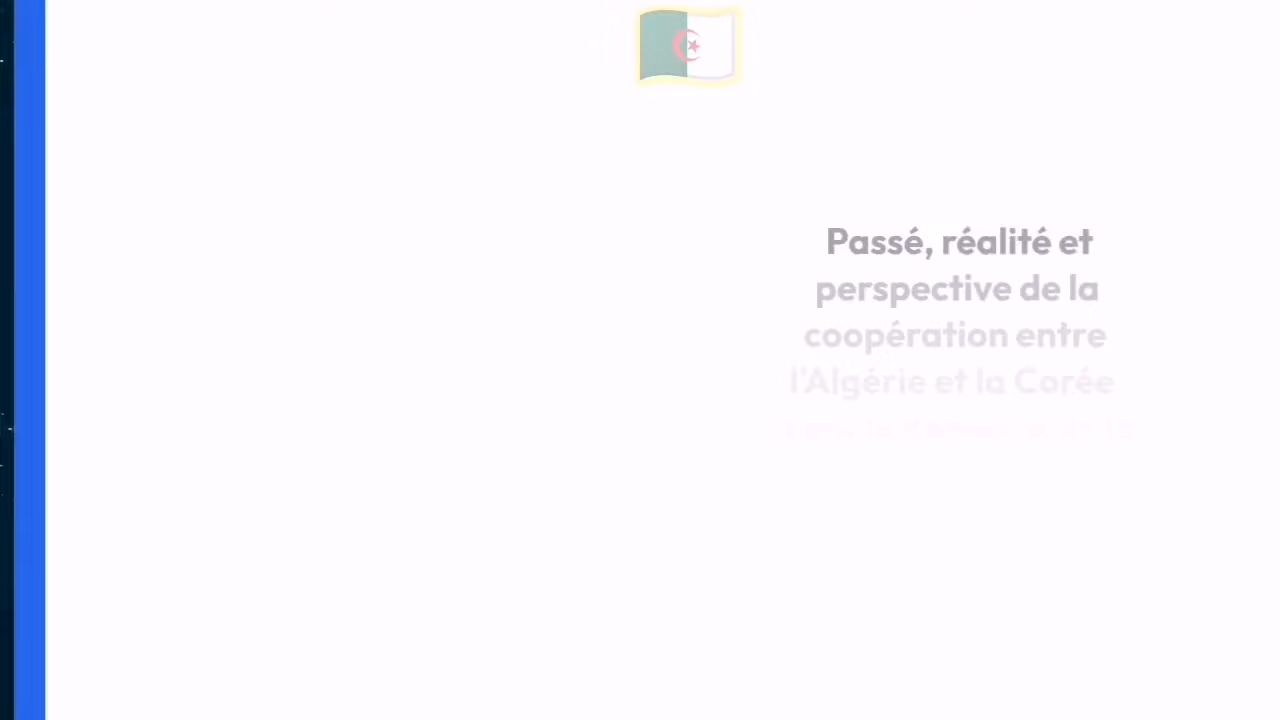 Passé, réalité et
perspective de la
coopération entre
l'Algérie et la Corée